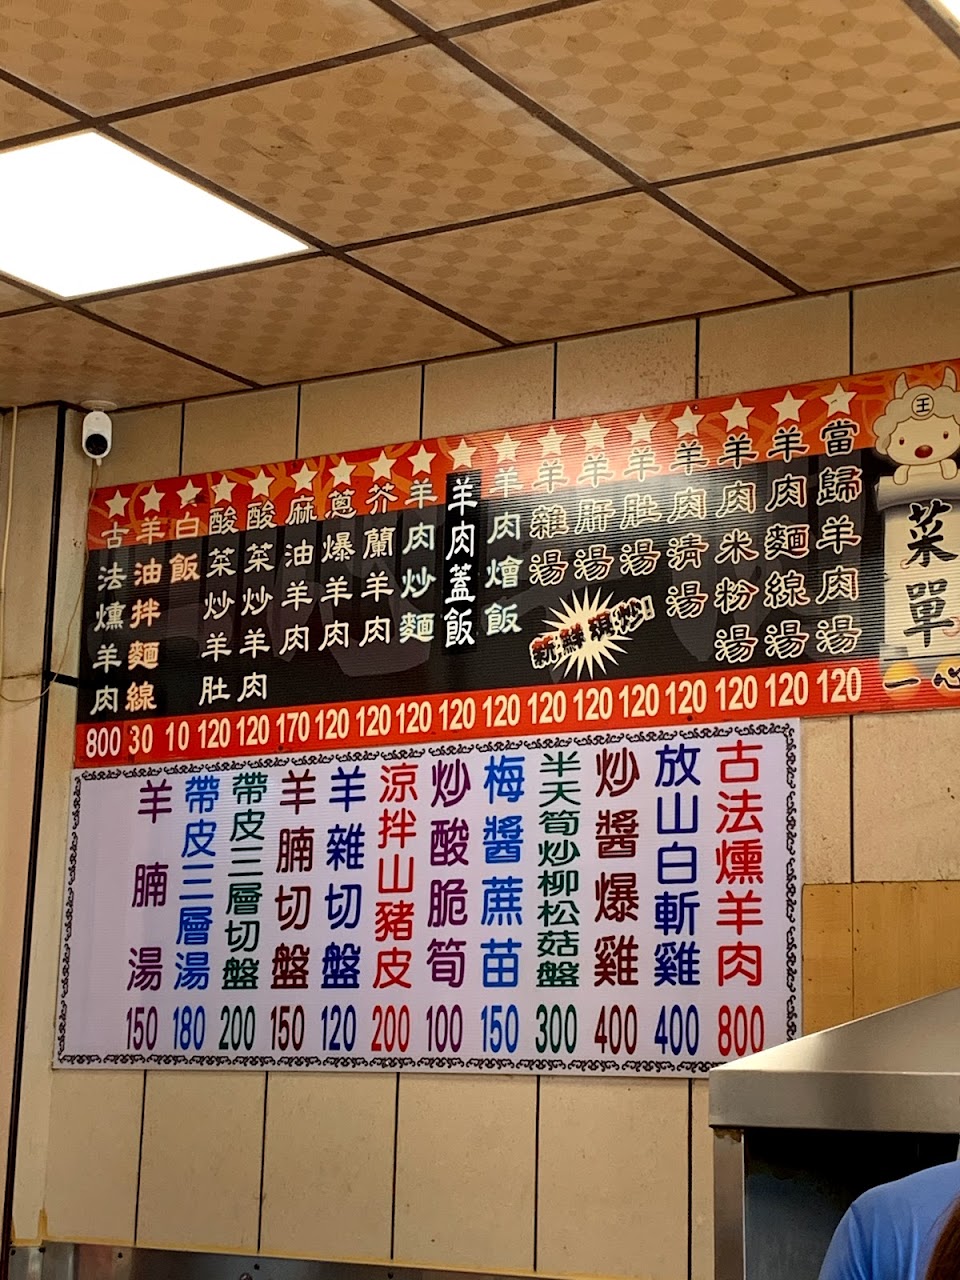 菜單
一心
王
當歸羊肉湯 120
羊肉麵線湯 120
羊肉米粉湯 120
羊肉清湯 120
羊肚湯 120
羊肝湯 120
羊雜湯 120
羊肉燴飯 120
羊肉蓋飯 120
羊肉炒麵 120
芥蘭羊肉 120
蔥爆羊肉 120
麻油羊肉 170
酸菜炒羊肉 120
酸菜炒羊肚 120
白飯 10
羊油拌麵線 30
古法燻羊肉 800
新鮮現炒!
古法燻羊肉 800
放山白斬雞 400
炒醬爆雞 400
半天筍炒柳松菇盤 300
梅醬蔗苗 150
炒酸脆筍 100
涼拌山豬皮 200
羊雜切盤 120
羊腩切盤 150
帶皮三層切盤 200
帶皮三層湯 180
羊腩湯 150